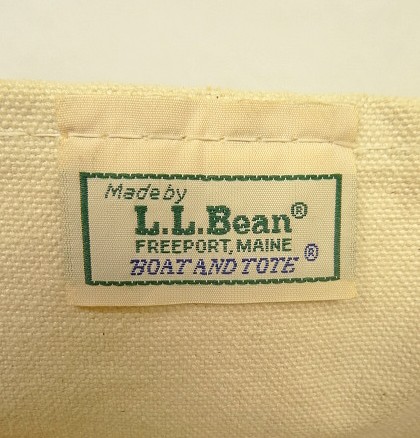 Made by
L.L.Bean®
FREEPORT, MAINE
BOAT AND TOTE ®